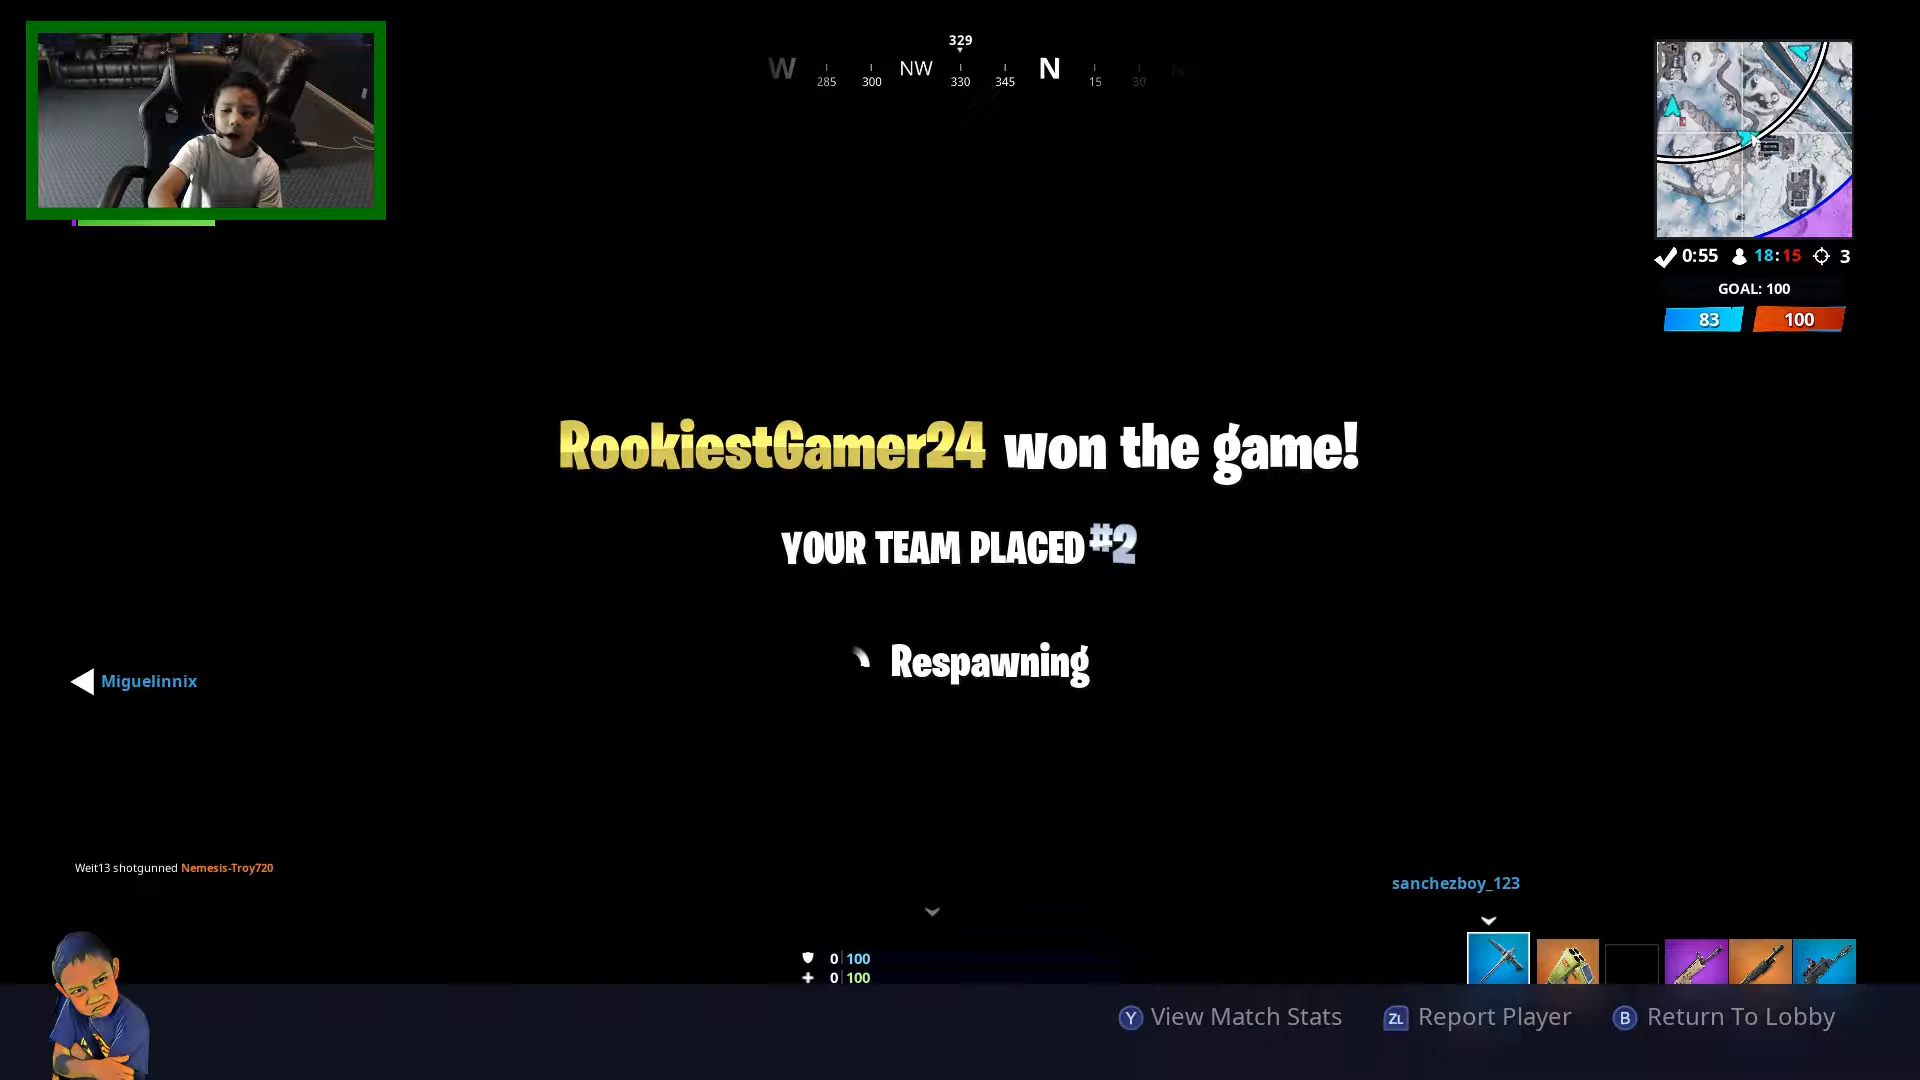 329
W NW N
285 300 330 345 15 30
0:55 18:15 3
GOAL: 100
83 100
RookiestGamer24 won the game!
YOUR TEAM PLACED #2
Respawning
Miguelinnix
Weit13 shotgunned Nemesis-Troy720
sanchezboy_123
0 | 100
0 | 100
Y View Match Stats ZL Report Player B Return To Lobby